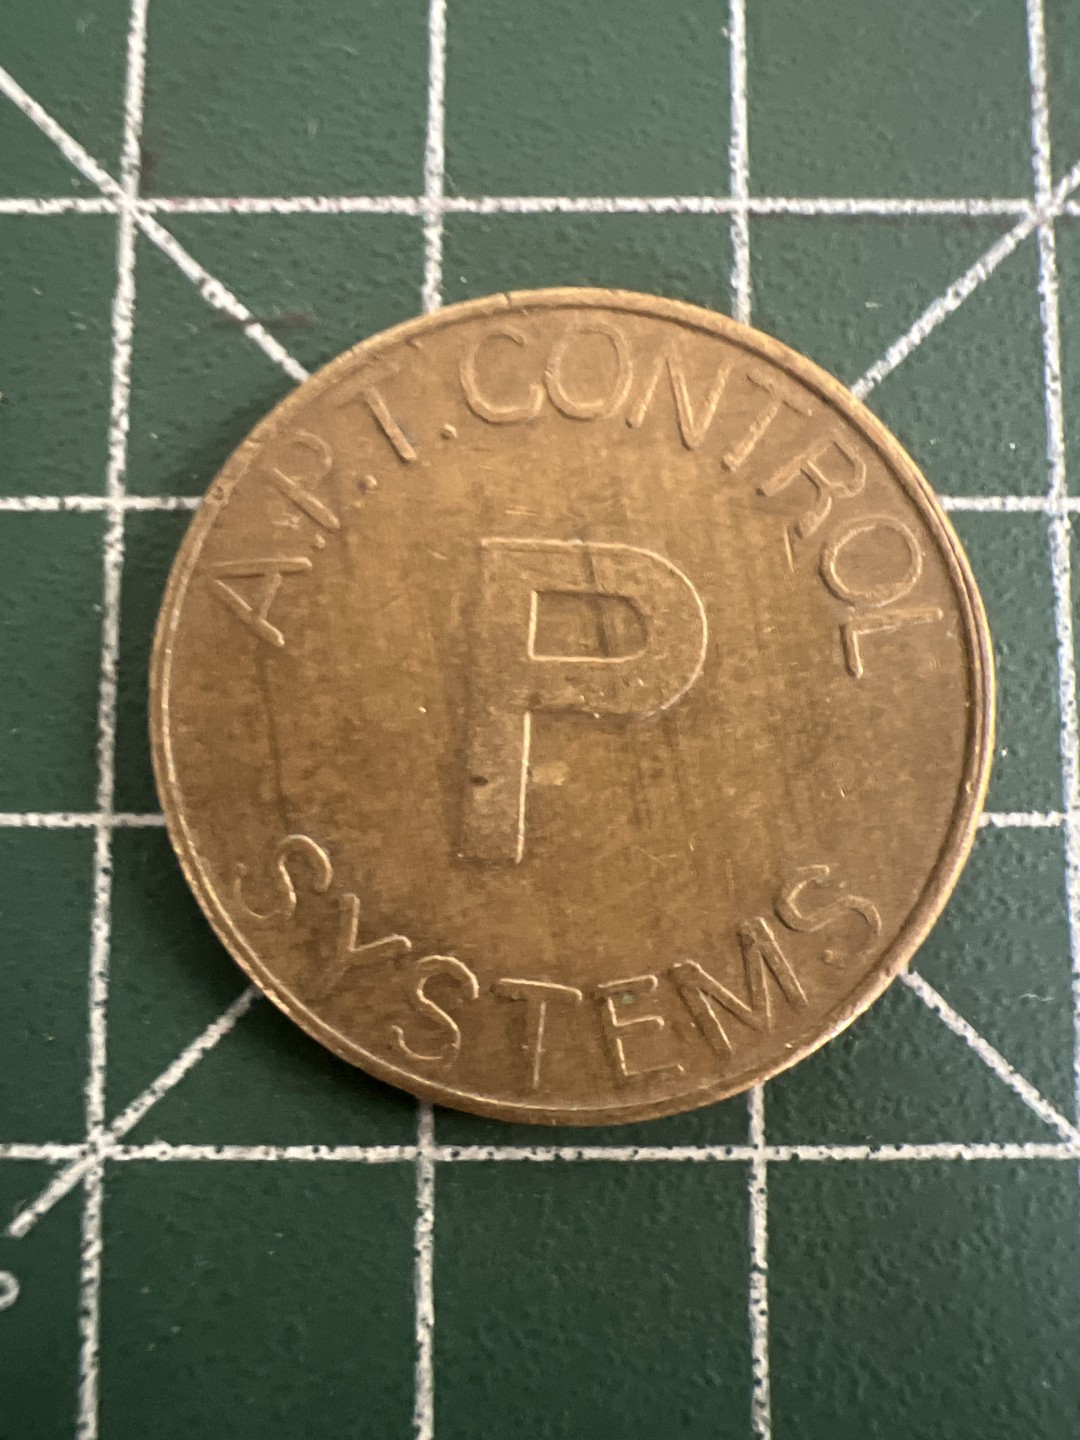 A.P.T. CONTROL
P
SYSTEMS